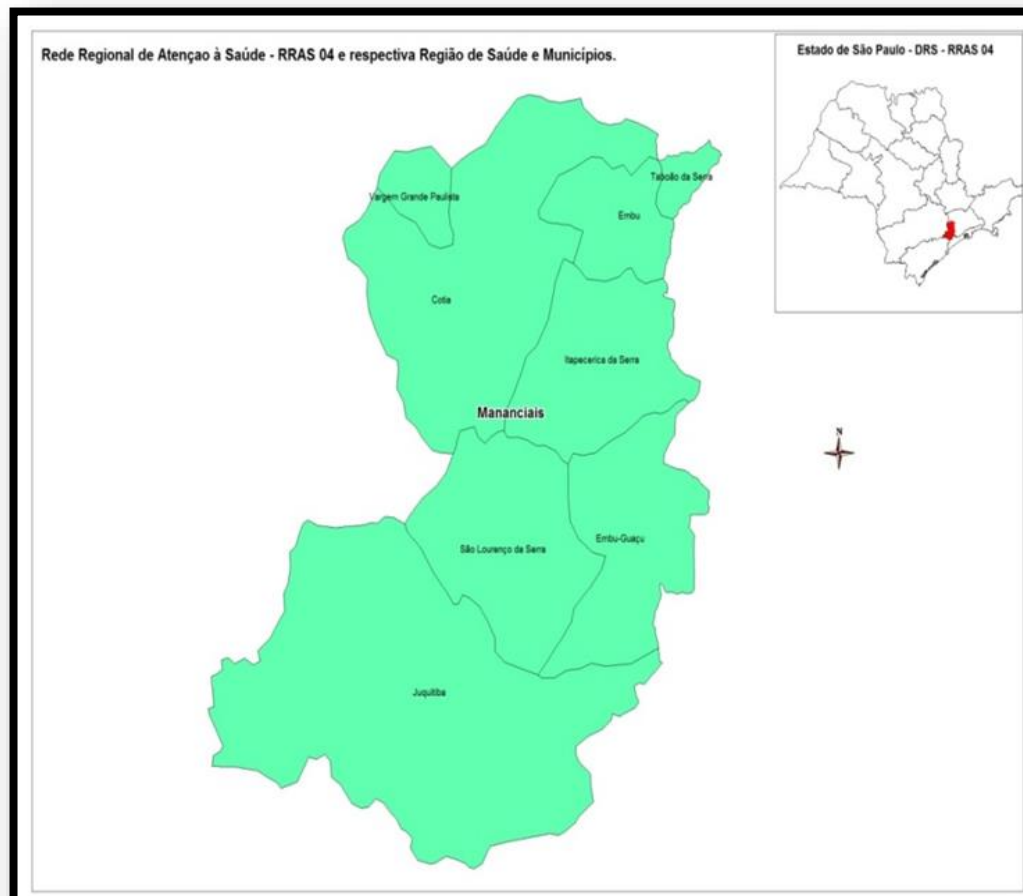 Rede Regional de Atençao à Saúde - RRAS 04 e respectiva Região de Saúde e Municípios.
Estado de São Paulo - DRS - RRAS 04
Taboão da Serra
Vargem Grande Paulista
Embu
Cotia
Itapecerica da Serra
Mananciais
N
Embu-Guaçu
São Lourenço da Serra
Juquitiba